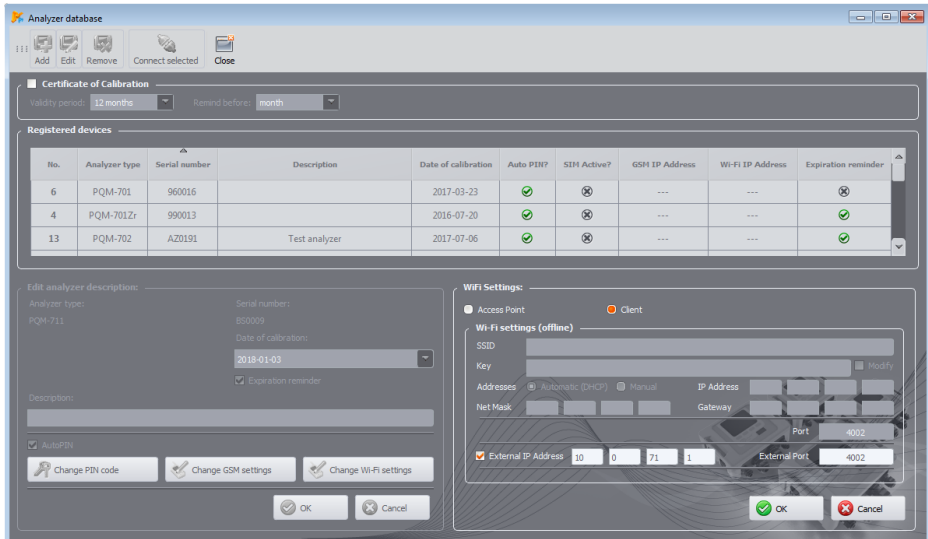 Analyzer database
Add Edit Remove Connect selected Close
Certificate of Calibration
Validity period: 12 months Remind before: month
Registered devices
No. Analyzer type Serial number Description Date of calibration Auto PIN? SIM Active? GSM IP Address Wi-Fi IP Address Expiration reminder
6 PQM-701 960016 2017-03-23 --- ---
4 PQM-701Zr 990013 2016-07-20 --- ---
13 PQM-702 AZ0191 Test analyzer 2017-07-06 --- ---
Edit analyzer description:
Analyzer type: Serial number:
PQM-711 BS0009
Date of calibration:
2018-01-03
Expiration reminder
Description:
AutoPIN
Change PIN code Change GSM settings Change Wi-Fi settings
OK Cancel
WiFi Settings:
Access Point Client
Wi-Fi settings (offline)
SSID
Key Modify
Addresses Automatic (DHCP) Manual IP Address
Net Mask Gateway
Port 4002
External IP Address 10 0 71 1 External Port 4002
OK Cancel